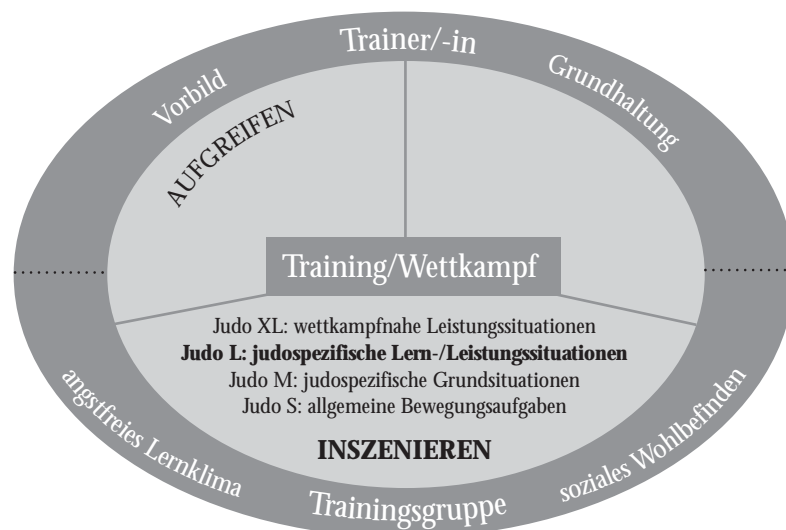 Trainer/-in
Vorbild
Grundhaltung
AUFGREIFEN
Training/Wettkampf
Judo XL: wettkampfnahe Leistungssituationen
Judo L: judospezifische Lern-/Leistungssituationen
Judo M: judospezifische Grundsituationen
Judo S: allgemeine Bewegungsaufgaben
INSZENIEREN
angstfreies Lernklima
Trainingsgruppe
soziales Wohlbefinden